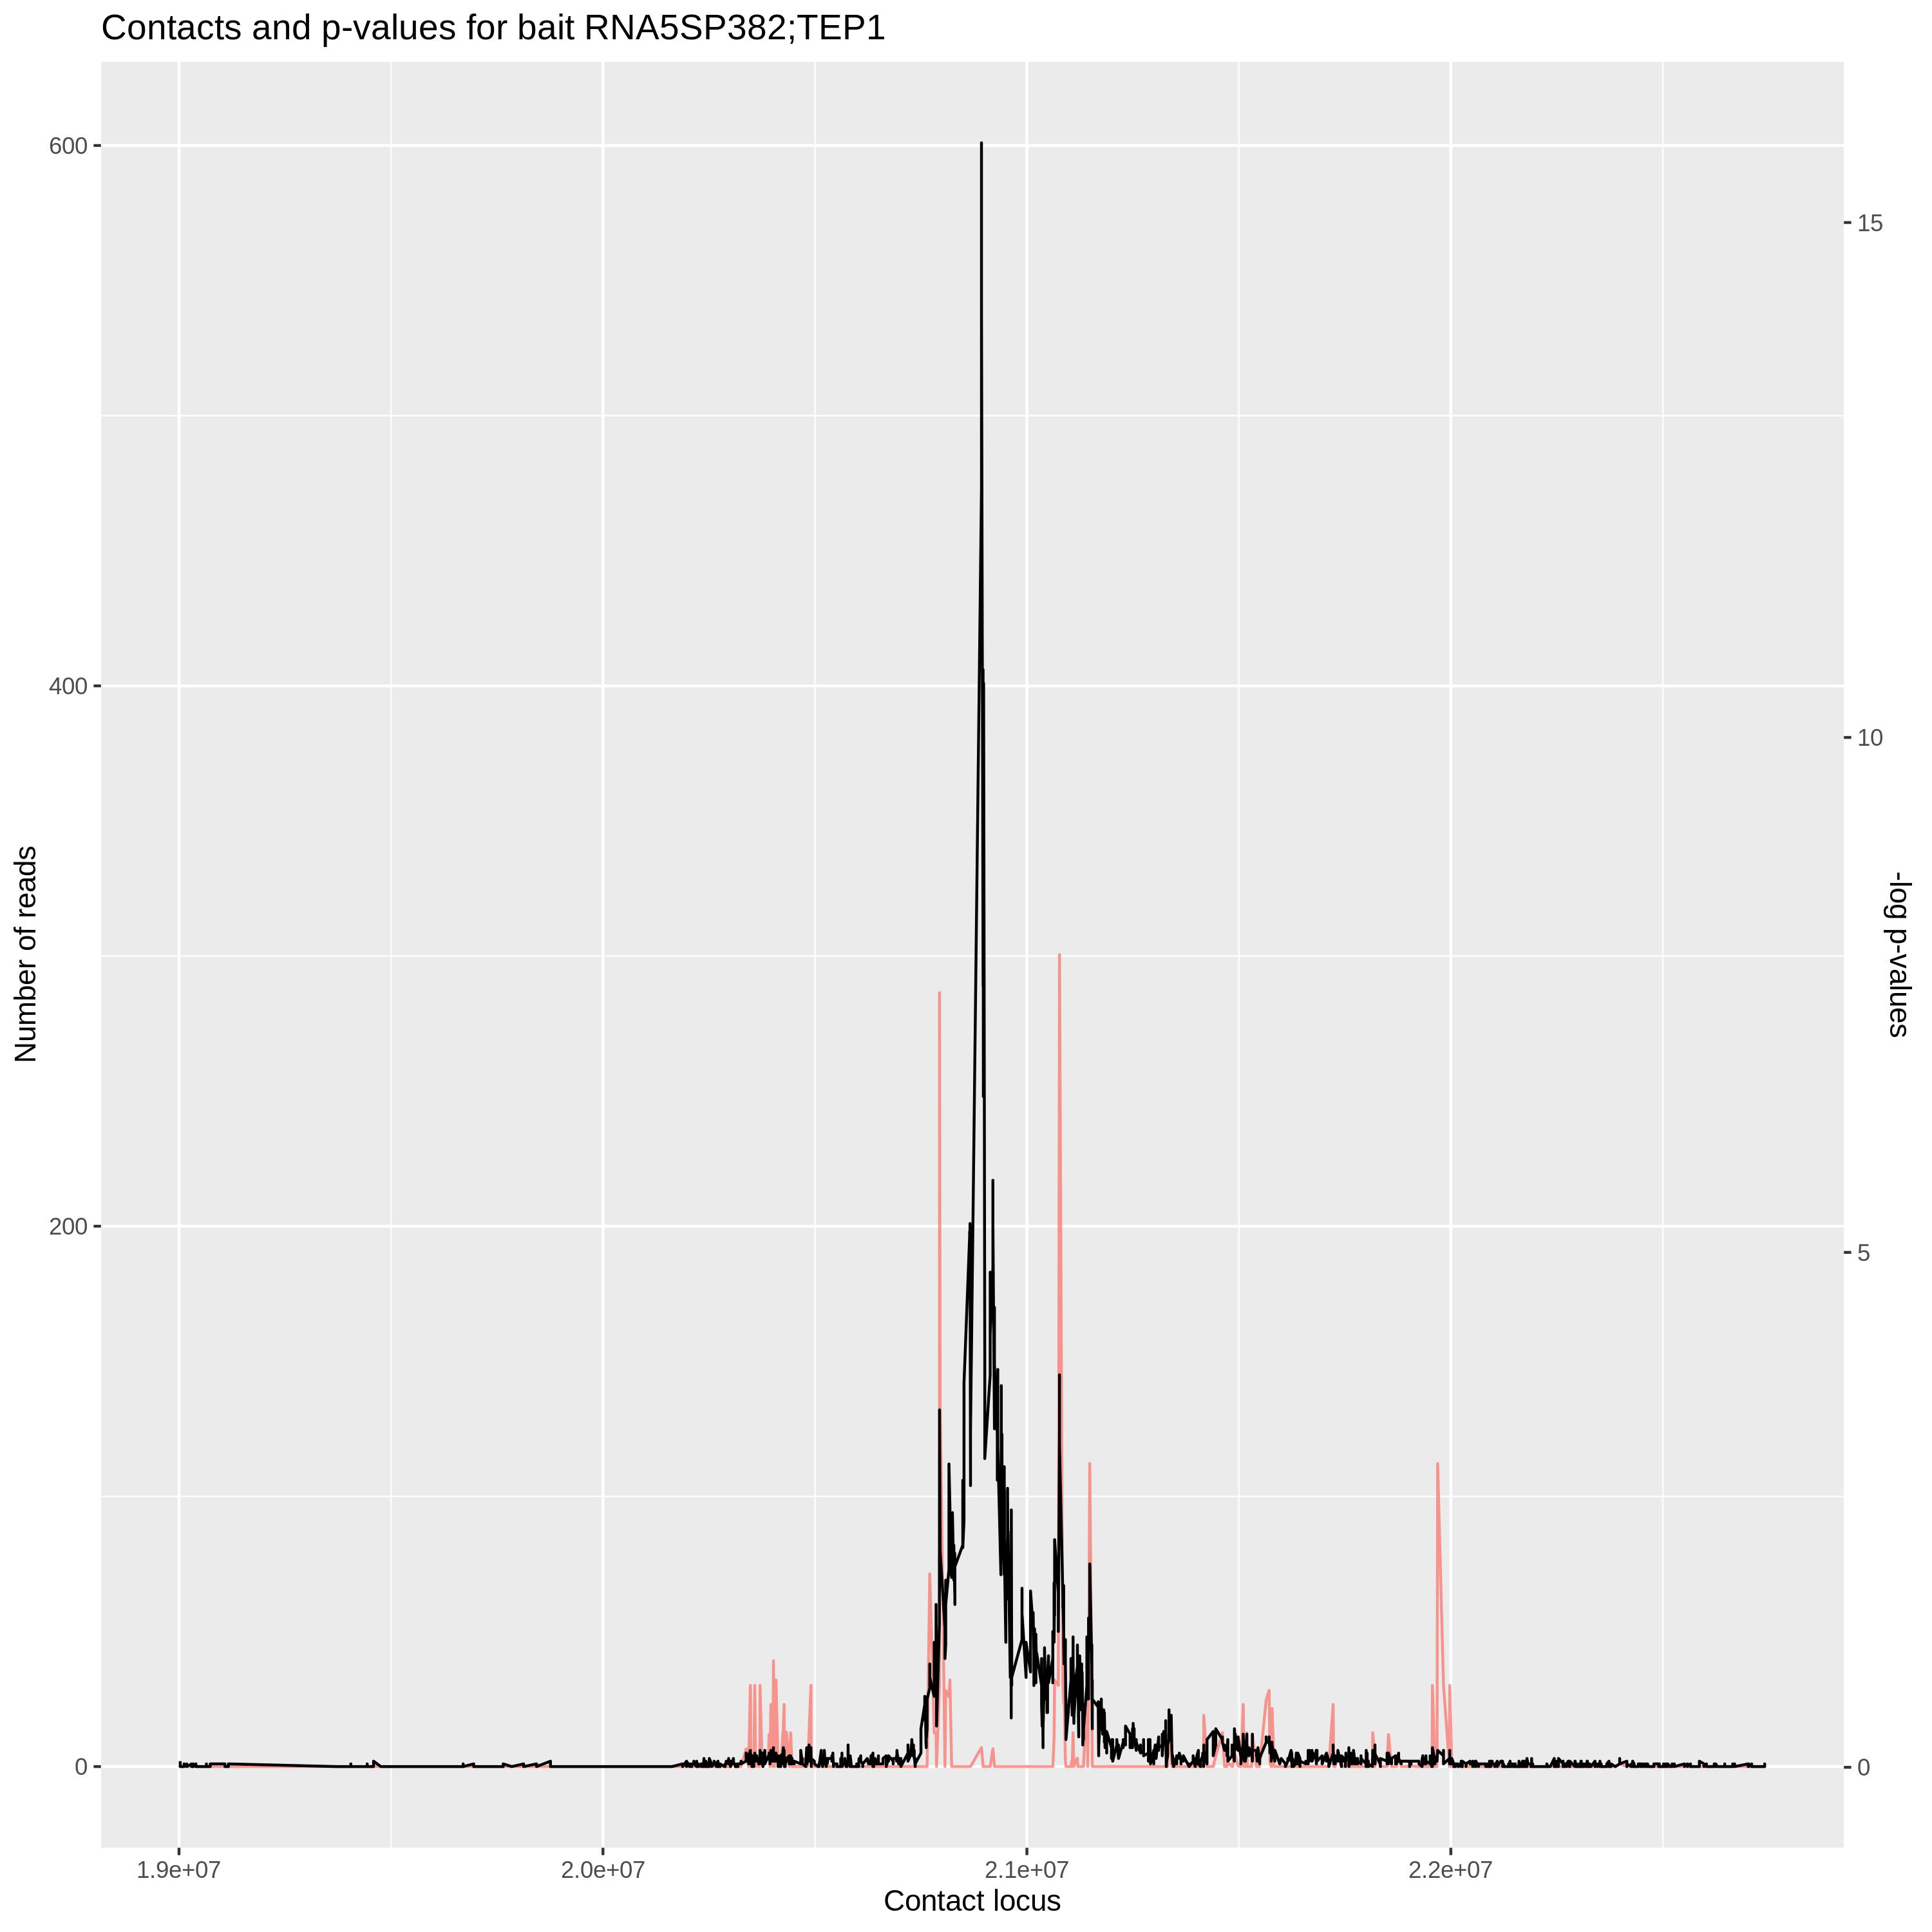 Contacts and p-values for bait RNA5SP382;TEP1
600
400
200
0
15
10
5
0
Number of reads
-log p-values
1.9e+07
2.0e+07
2.1e+07
2.2e+07
Contact locus